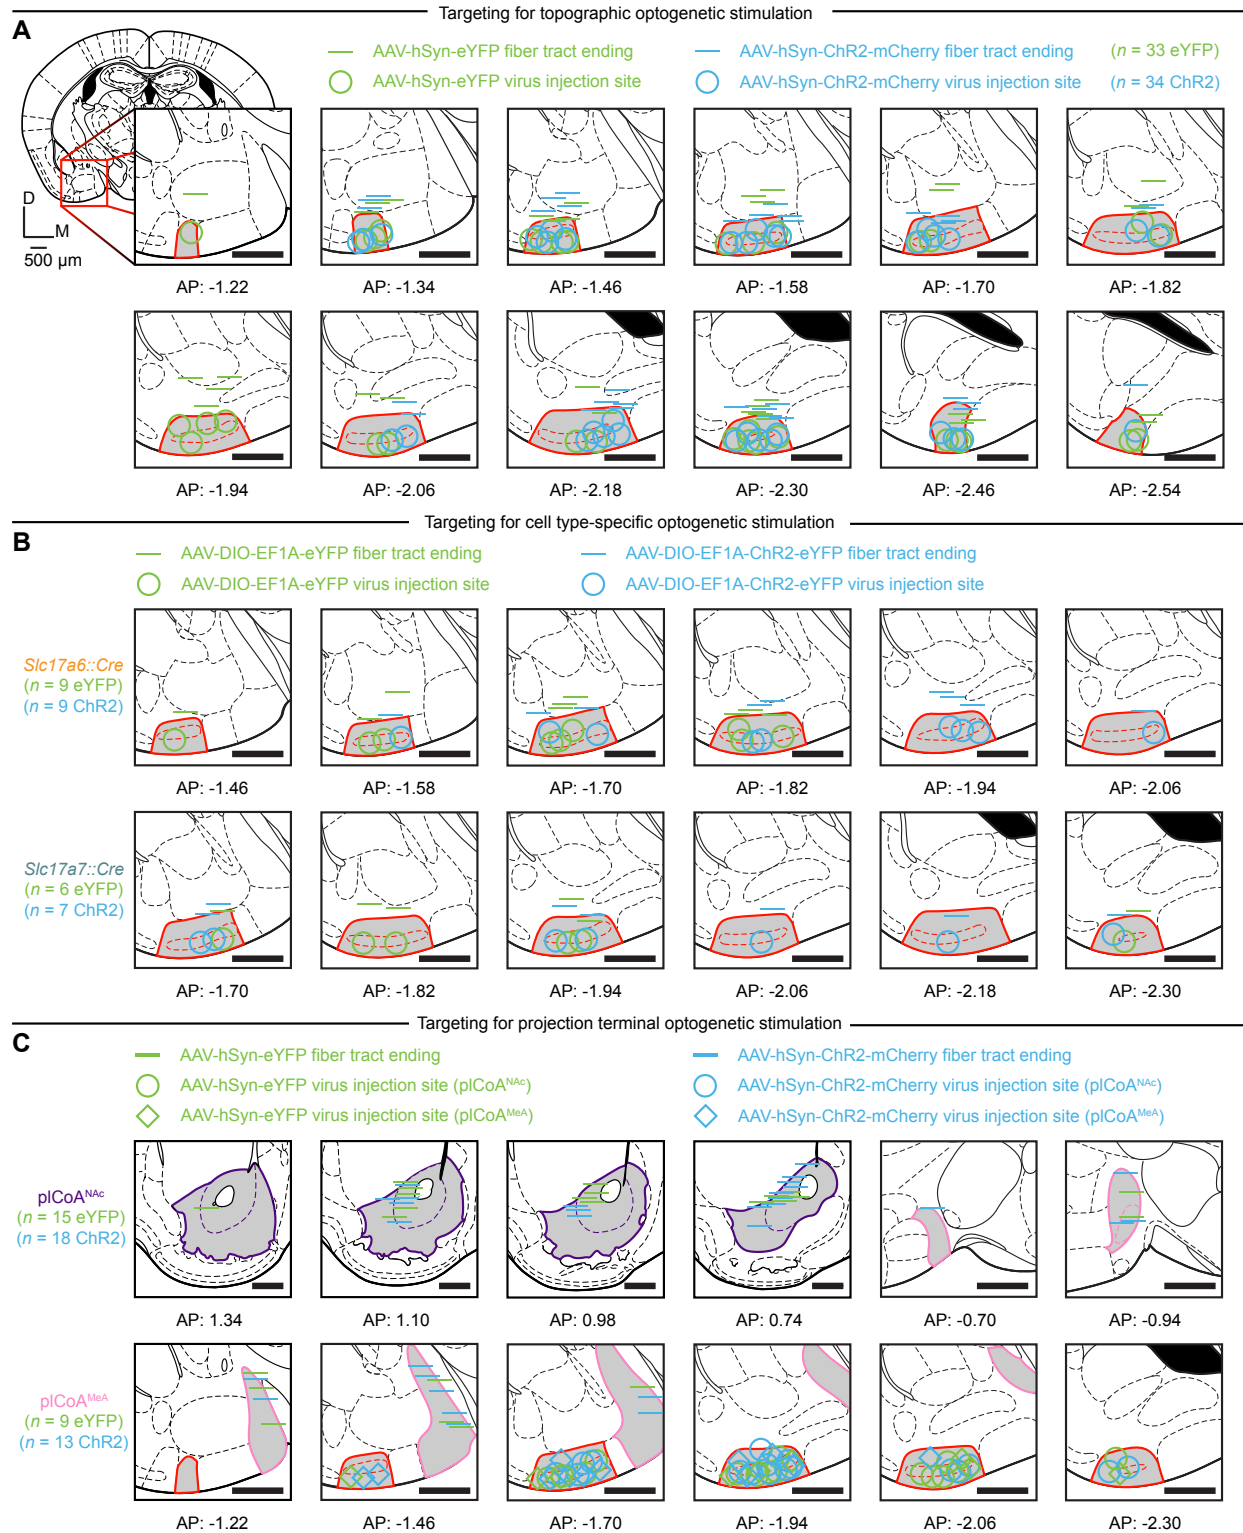 Targeting for topographic optogenetic stimulation
A
AAV-hSyn-eYFP fiber tract ending
AAV-hSyn-ChR2-mCherry fiber tract ending
(n = 33 eYFP)
AAV-hSyn-eYFP virus injection site
AAV-hSyn-ChR2-mCherry virus injection site
(n = 34 ChR2)
D
M
500 µm
AP: -1.22
AP: -1.34
AP: -1.46
AP: -1.58
AP: -1.70
AP: -1.82
AP: -1.94
AP: -2.06
AP: -2.18
AP: -2.30
AP: -2.46
AP: -2.54
Targeting for cell type-specific optogenetic stimulation
B
AAV-DIO-EF1A-eYFP fiber tract ending
AAV-DIO-EF1A-ChR2-eYFP fiber tract ending
AAV-DIO-EF1A-eYFP virus injection site
AAV-DIO-EF1A-ChR2-eYFP virus injection site
Slc17a6::Cre
(n = 9 eYFP)
(n = 9 ChR2)
AP: -1.46
AP: -1.58
AP: -1.70
AP: -1.82
AP: -1.94
AP: -2.06
Slc17a7::Cre
(n = 6 eYFP)
(n = 7 ChR2)
AP: -1.70
AP: -1.82
AP: -1.94
AP: -2.06
AP: -2.18
AP: -2.30
Targeting for projection terminal optogenetic stimulation
C
AAV-hSyn-eYFP fiber tract ending
AAV-hSyn-ChR2-mCherry fiber tract ending
AAV-hSyn-eYFP virus injection site (plCoA^NAc)
AAV-hSyn-ChR2-mCherry virus injection site (plCoA^NAc)
AAV-hSyn-eYFP virus injection site (plCoA^MeA)
AAV-hSyn-ChR2-mCherry virus injection site (plCoA^MeA)
plCoA^NAc
(n = 15 eYFP)
(n = 18 ChR2)
AP: 1.34
AP: 1.10
AP: 0.98
AP: 0.74
AP: -0.70
AP: -0.94
plCoA^MeA
(n = 9 eYFP)
(n = 13 ChR2)
AP: -1.22
AP: -1.46
AP: -1.70
AP: -1.94
AP: -2.06
AP: -2.30